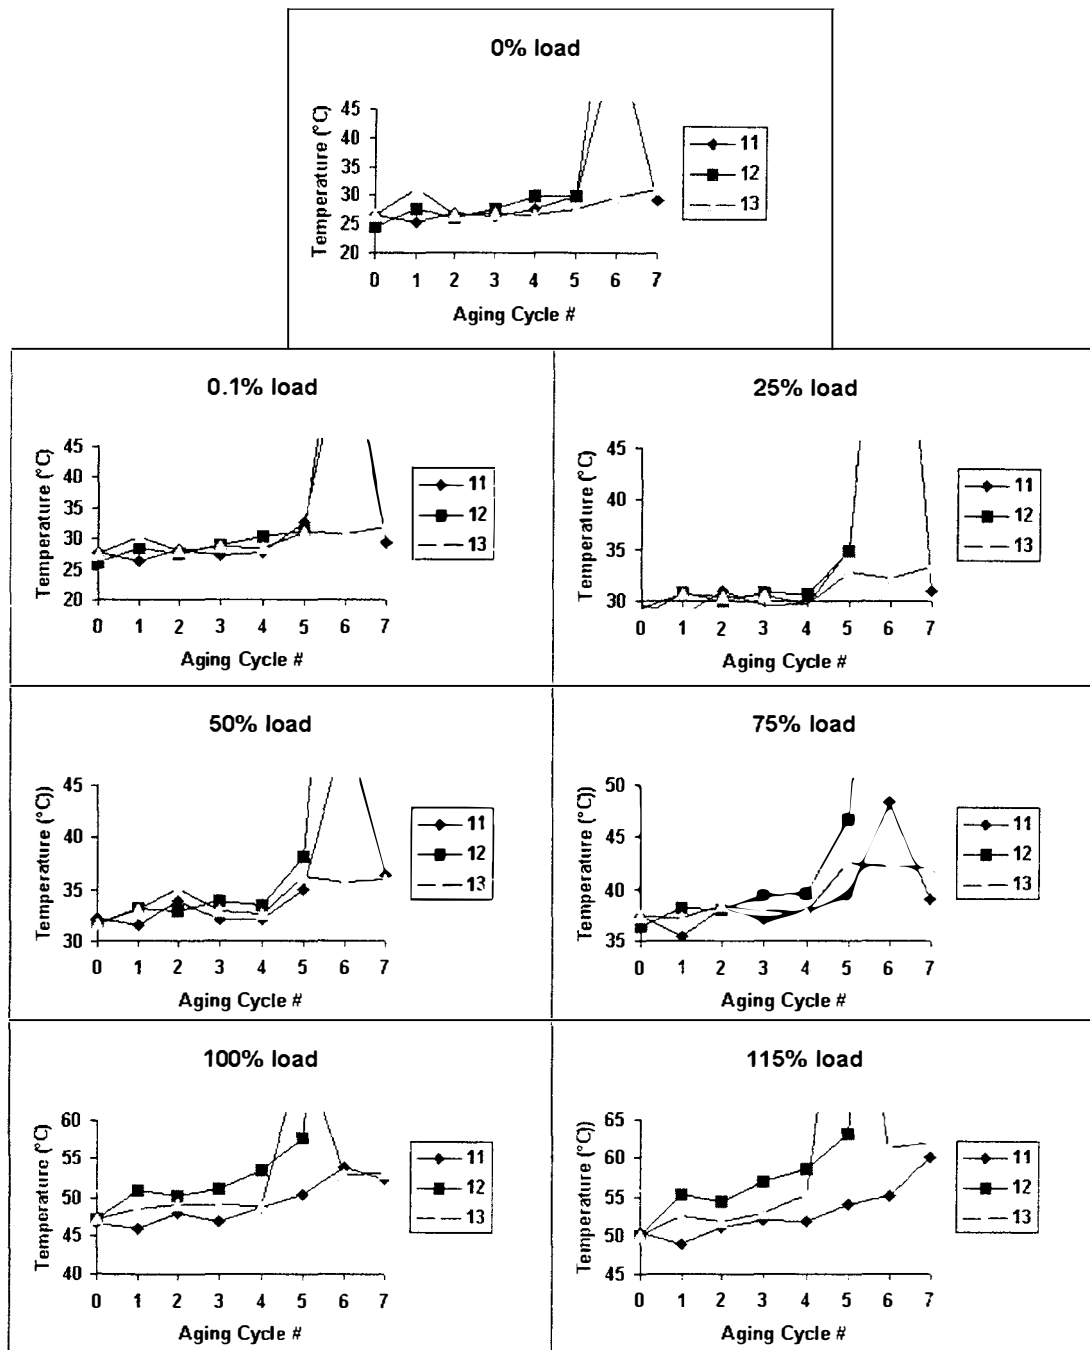 0% load
Temperature (°C)
45
40
35
30
25
20
0 1 2 3 4 5 6 7
Aging Cycle #
11
12
13
0.1% load
Temperature (°C)
45
40
35
30
25
20
0 1 2 3 4 5 6 7
Aging Cycle #
11
12
13
25% load
Temperature (°C)
45
40
35
30
0 1 2 3 4 5 6 7
Aging Cycle #
11
12
13
50% load
Temperature (°C))
45
40
35
30
0 1 2 3 4 5 6 7
Aging Cycle #
11
12
13
75% load
Temperature (°C))
50
45
40
35
0 1 2 3 4 5 6 7
Aging Cycle #
11
12
13
100% load
Temperature (°C)
60
55
50
45
40
0 1 2 3 4 5 6 7
Aging Cycle #
11
12
13
115% load
Temperature (°C))
65
60
55
50
45
0 1 2 3 4 5 6 7
Aging Cycle #
11
12
13